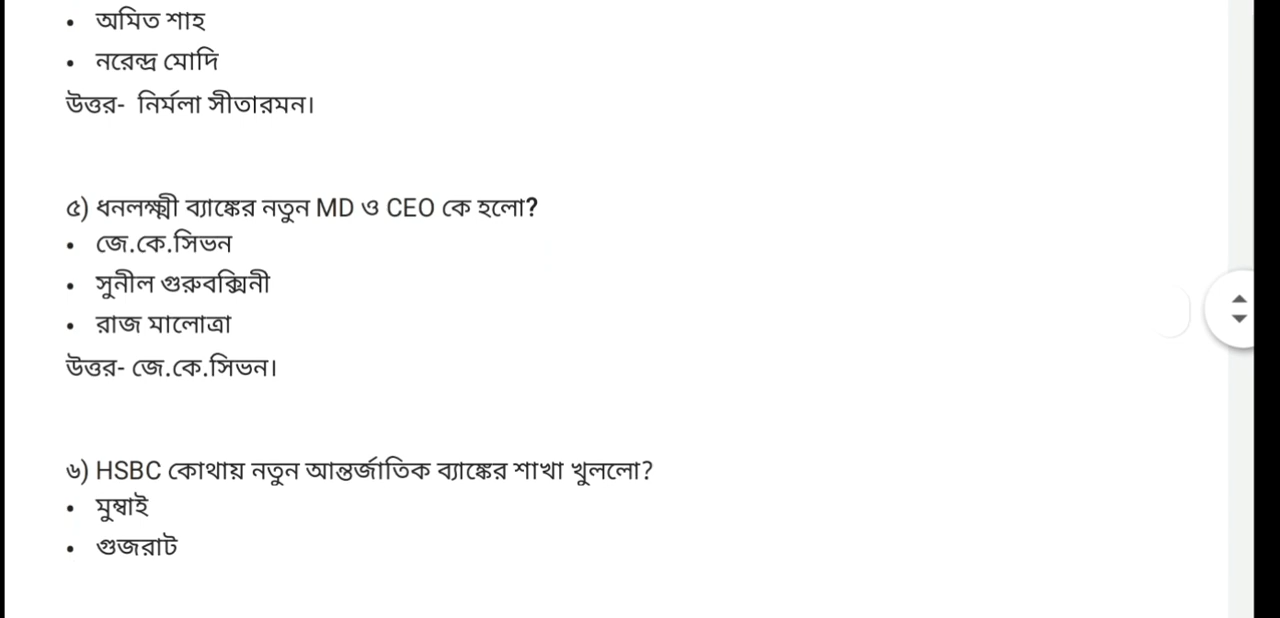 • অমিত শাহ
• নরেন্দ্র মোদি
উত্তর- নির্মলা সীতারমন।
৫) ধনলক্ষ্মী ব্যাঙ্কের নতুন MD ও CEO কে হলো?
• জে.কে.সিভন
• সুনীল গুরুবক্সিনী
• রাজ মালোত্রা
উত্তর- জে.কে.সিভন।
৬) HSBC কোথায় নতুন আন্তর্জাতিক ব্যাঙ্কের শাখা খুললো?
• মুম্বাই
• গুজরাট